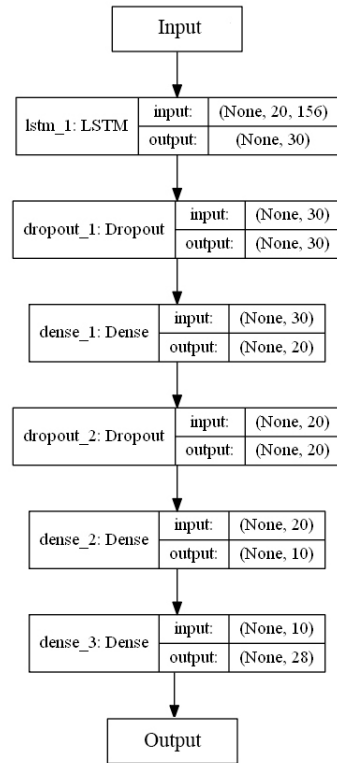 Input
lstm_1: LSTM
input:
(None, 20, 156)
output:
(None, 30)
dropout_1: Dropout
input:
(None, 30)
output:
(None, 30)
dense_1: Dense
input:
(None, 30)
output:
(None, 20)
dropout_2: Dropout
input:
(None, 20)
output:
(None, 20)
dense_2: Dense
input:
(None, 20)
output:
(None, 10)
dense_3: Dense
input:
(None, 10)
output:
(None, 28)
Output